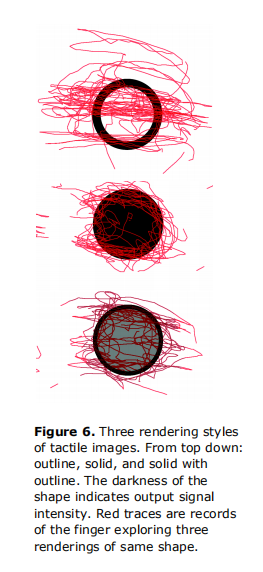 Figure 6. Three rendering styles
of tactile images. From top down:
outline, solid, and solid with
outline. The darkness of the
shape indicates output signal
intensity. Red traces are records
of the finger exploring three
renderings of same shape.